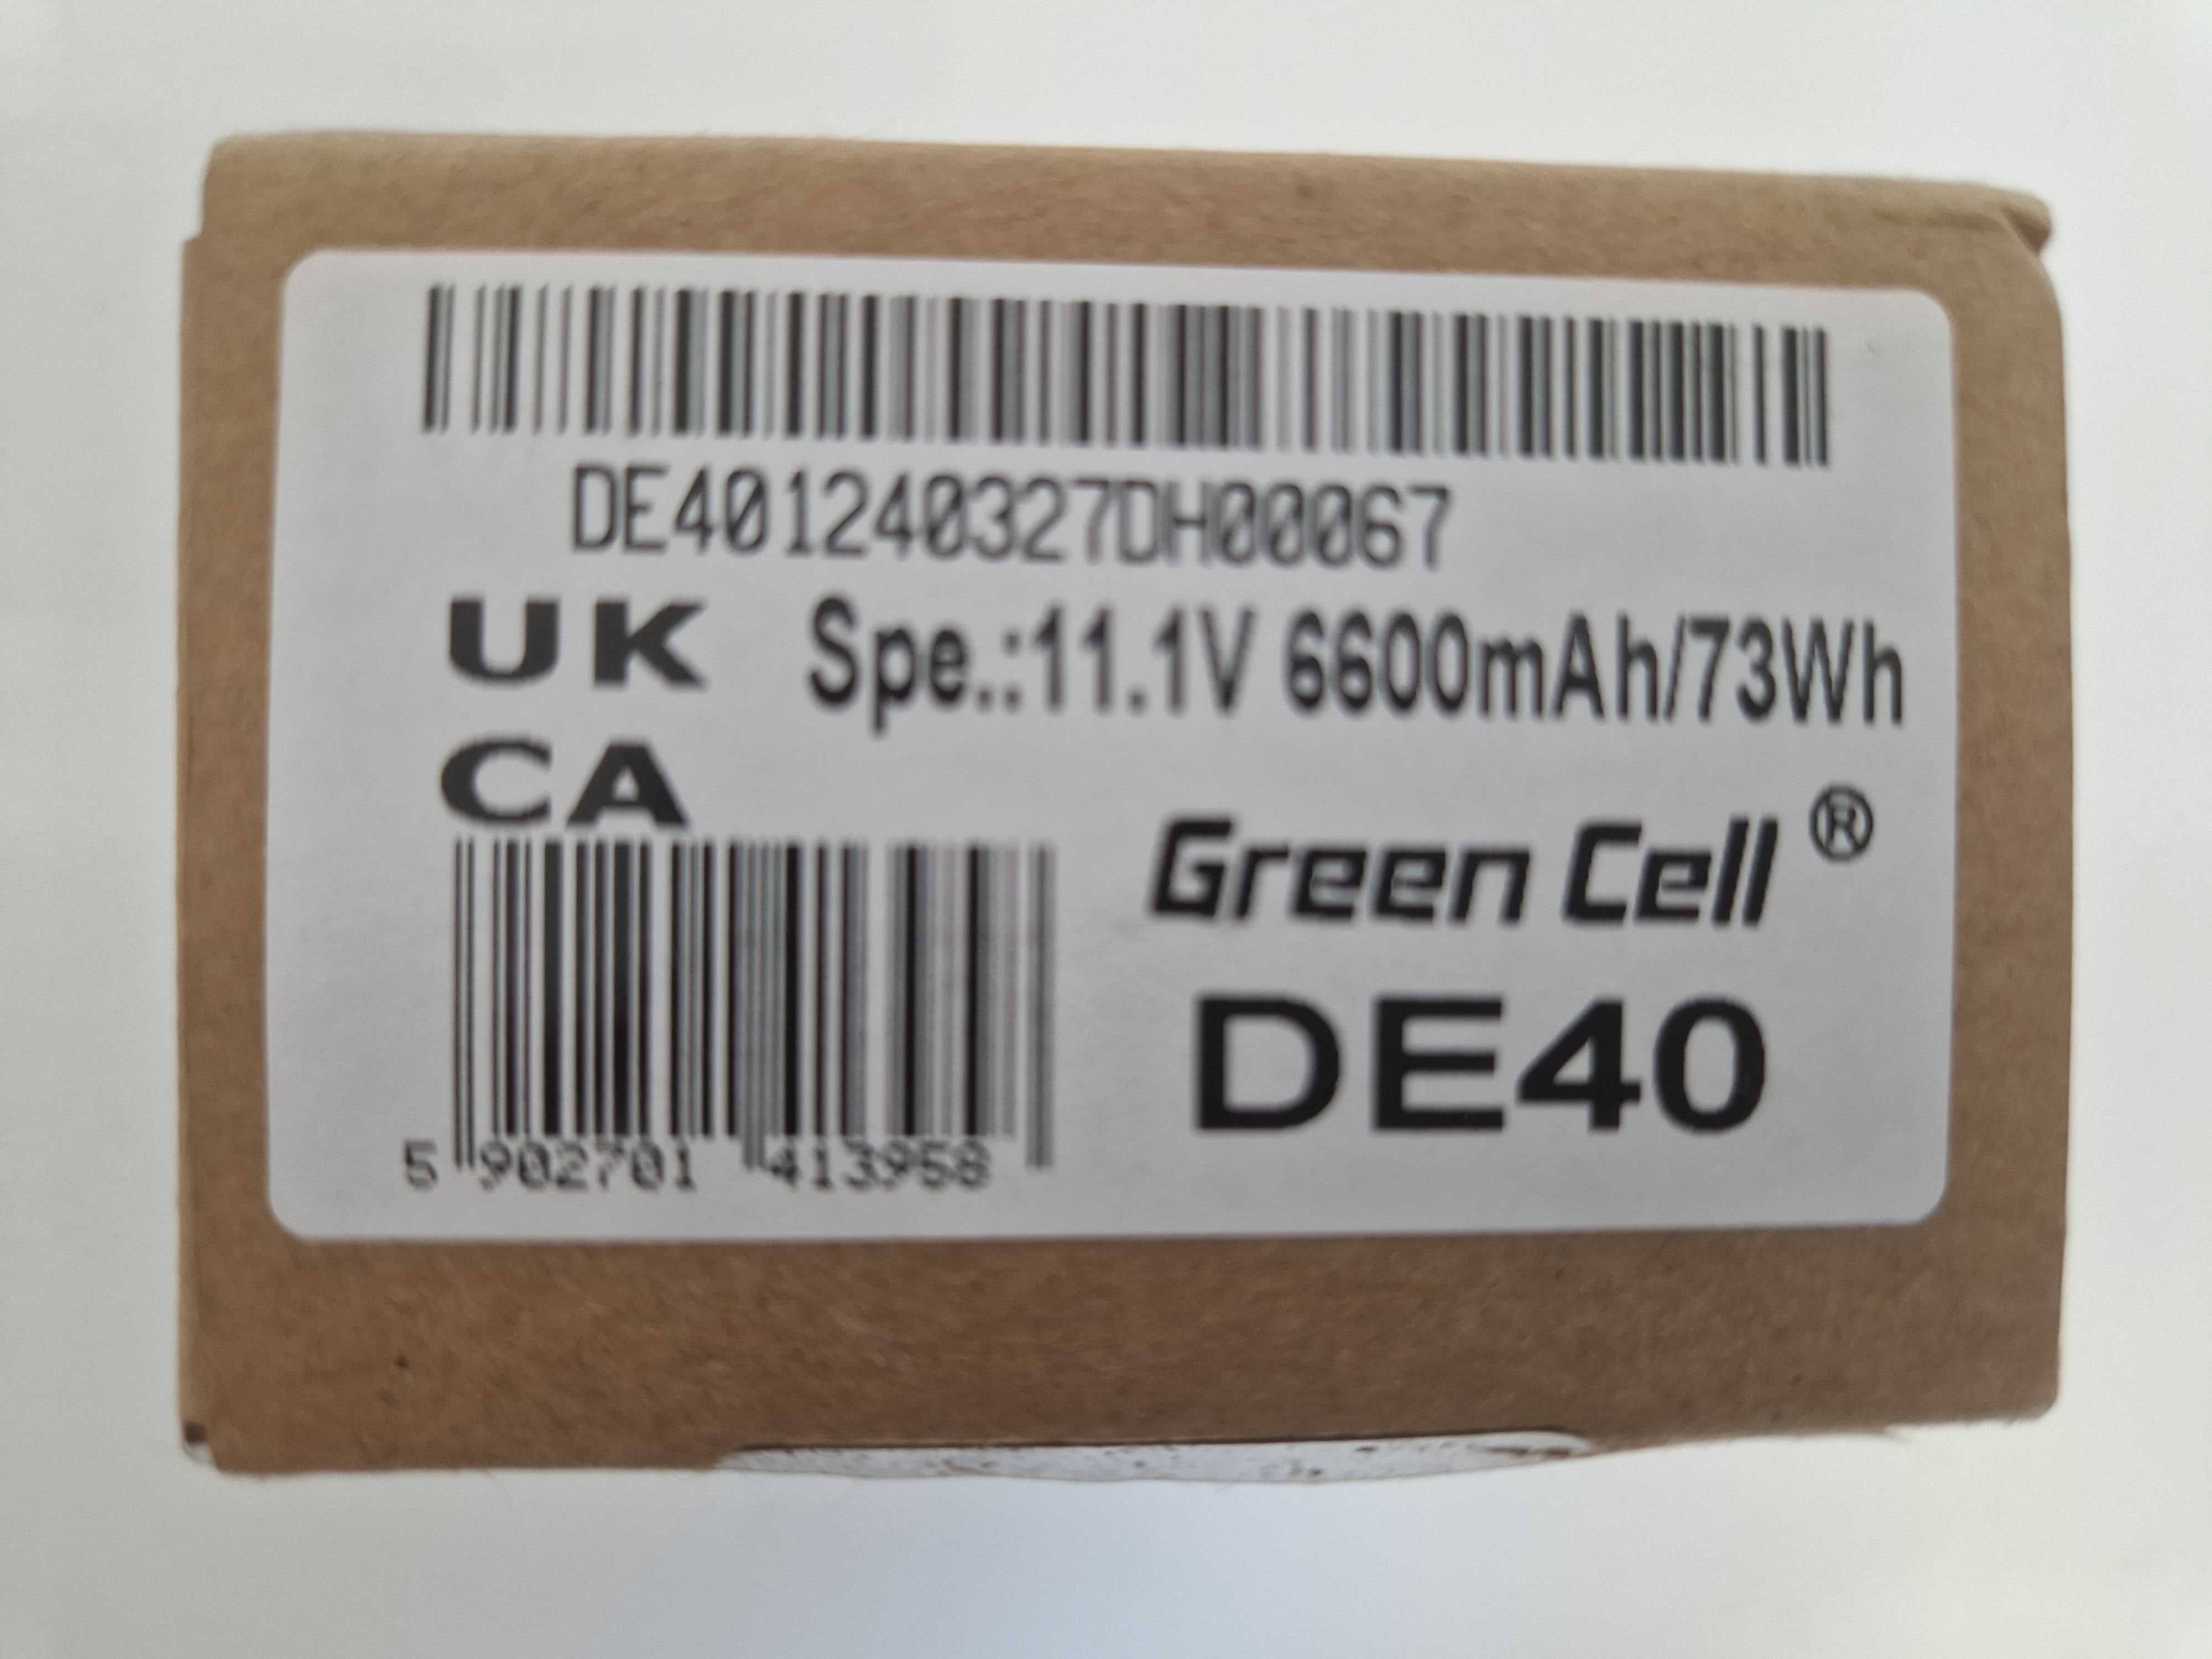 DE401240327DH00067
UK
CA
Spe.:11.1V 6600mAh/73Wh
Green Cell ®
DE40
5 902701 413958